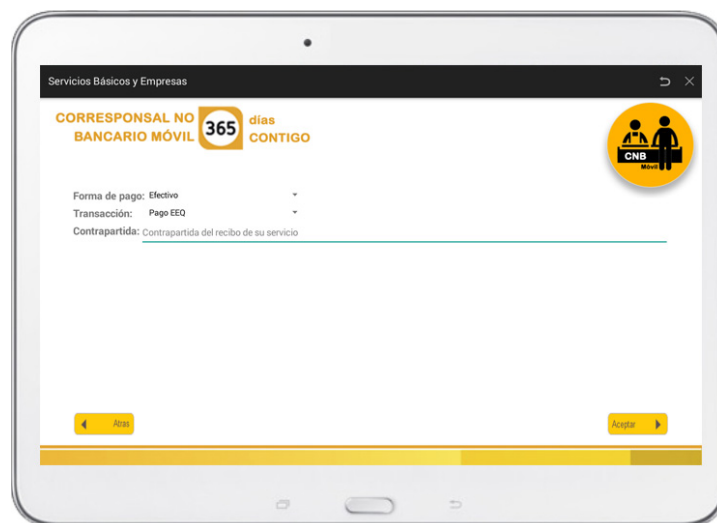 Servicios Básicos y Empresas
CORRESPONSAL NO
BANCARIO MÓVIL
365
días
CONTIGO
CNB
Móvil
Forma de pago: Efectivo
Transacción: Pago EEQ
Contrapartida: Contrapartida del recibo de su servicio
Atras
Aceptar